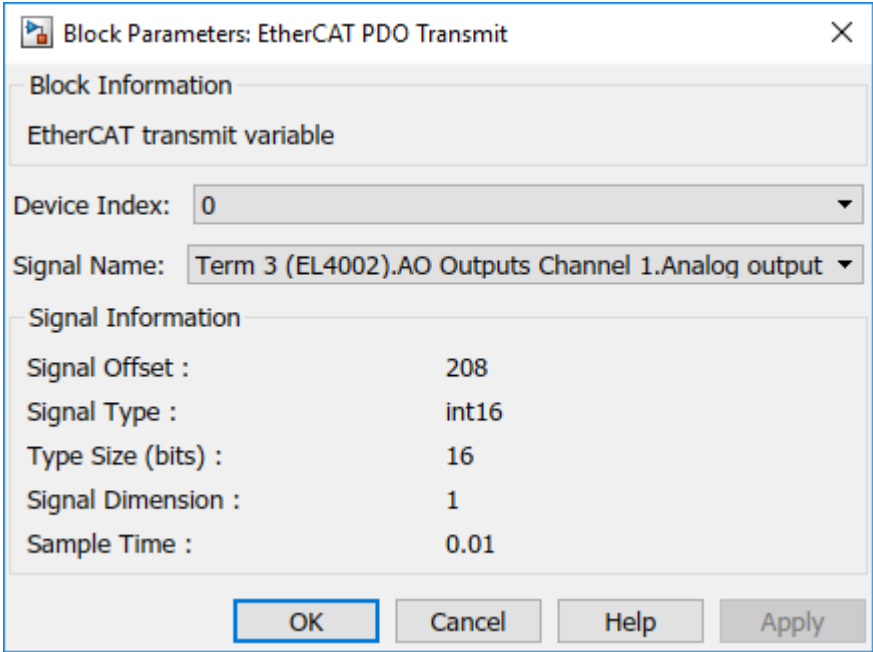 Block Parameters: EtherCAT PDO Transmit
Block Information
EtherCAT transmit variable
Device Index: 0
Signal Name: Term 3 (EL4002).AO Outputs Channel 1.Analog output
Signal Information
Signal Offset : 208
Signal Type : int16
Type Size (bits) : 16
Signal Dimension : 1
Sample Time : 0.01
OK Cancel Help Apply